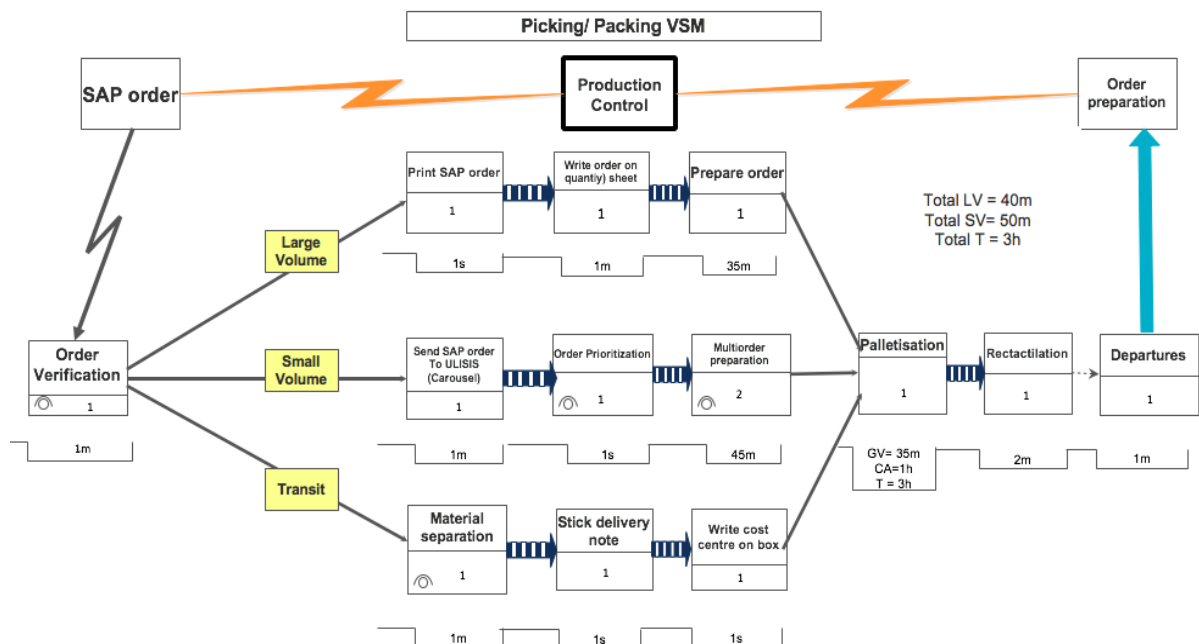 Picking/ Packing VSM
SAP order
Production
Control
Order
preparation
Print SAP order
1
Write order on
quantiy) sheet
1
Prepare order
1
Total LV = 40m
Total SV= 50m
Total T = 3h
Large
Volume
1s
1m
35m
Order
Verification
1
1m
Small
Volume
Send SAP order
To ULISIS
(Carousel)
1
Order Prioritization
1
Multiorder
preparation
2
Palletisation
1
Rectactilation
1
Departures
1
1m
1s
45m
GV= 35m
CA=1h
T = 3h
2m
1m
Transit
Material
separation
1
Stick delivery
note
1
Write cost
centre on box
1
1m
1s
1s